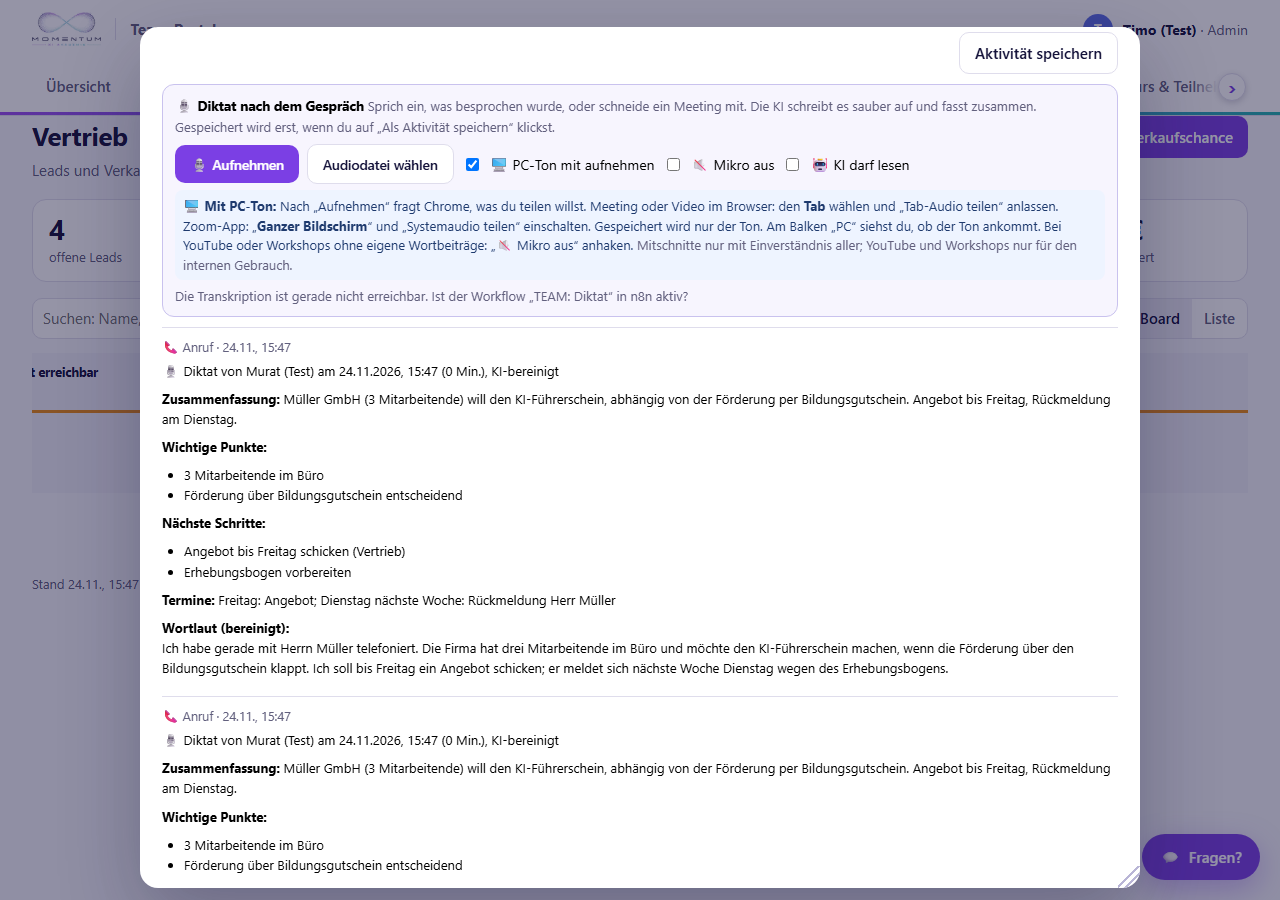 MOMENTUM
Timo (Test) · Admin
Aktivität speichern
Übersicht
Vertrieb
Leads und Verka
4
offene Leads
Suchen: Name,
t erreichbar
Stand 24.11., 15:47
rkaufschance
Board
Liste
🎙 Diktat nach dem Gespräch Sprich ein, was besprochen wurde, oder schneide ein Meeting mit. Die KI schreibt es sauber auf und fasst zusammen.
Gespeichert wird erst, wenn du auf „Als Aktivität speichern“ klickst.
🎙 Aufnehmen
Audiodatei wählen
🖥 PC-Ton mit aufnehmen
Mikro aus
KI darf lesen
🖥 Mit PC-Ton: Nach „Aufnehmen“ fragt Chrome, was du teilen willst. Meeting oder Video im Browser: den Tab wählen und „Tab-Audio teilen“ anlassen.
Zoom-App: „Ganzer Bildschirm“ und „Systemaudio teilen“ einschalten. Gespeichert wird nur der Ton. Am Balken „PC“ siehst du, ob der Ton ankommt. Bei
YouTube oder Workshops ohne eigene Wortbeiträge: „ Mikro aus“ anhaken. Mitschnitte nur mit Einverständnis aller; YouTube und Workshops nur für den
internen Gebrauch.
Die Transkription ist gerade nicht erreichbar. Ist der Workflow „TEAM: Diktat“ in n8n aktiv?
📞 Anruf · 24.11., 15:47
🎙 Diktat von Murat (Test) am 24.11.2026, 15:47 (0 Min.), KI-bereinigt
Zusammenfassung: Müller GmbH (3 Mitarbeitende) will den KI-Führerschein, abhängig von der Förderung per Bildungsgutschein. Angebot bis Freitag, Rückmeldung
am Dienstag.
Wichtige Punkte:
• 3 Mitarbeitende im Büro
• Förderung über Bildungsgutschein entscheidend
Nächste Schritte:
• Angebot bis Freitag schicken (Vertrieb)
• Erhebungsbogen vorbereiten
Termine: Freitag: Angebot; Dienstag nächste Woche: Rückmeldung Herr Müller
Wortlaut (bereinigt):
Ich habe gerade mit Herrn Müller telefoniert. Die Firma hat drei Mitarbeitende im Büro und möchte den KI-Führerschein machen, wenn die Förderung über den
Bildungsgutschein klappt. Ich soll bis Freitag ein Angebot schicken; er meldet sich nächste Woche Dienstag wegen des Erhebungsbogens.
📞 Anruf · 24.11., 15:47
🎙 Diktat von Murat (Test) am 24.11.2026, 15:47 (0 Min.), KI-bereinigt
Zusammenfassung: Müller GmbH (3 Mitarbeitende) will den KI-Führerschein, abhängig von der Förderung per Bildungsgutschein. Angebot bis Freitag, Rückmeldung
am Dienstag.
Wichtige Punkte:
• 3 Mitarbeitende im Büro
• Förderung über Bildungsgutschein entscheidend
Fragen?